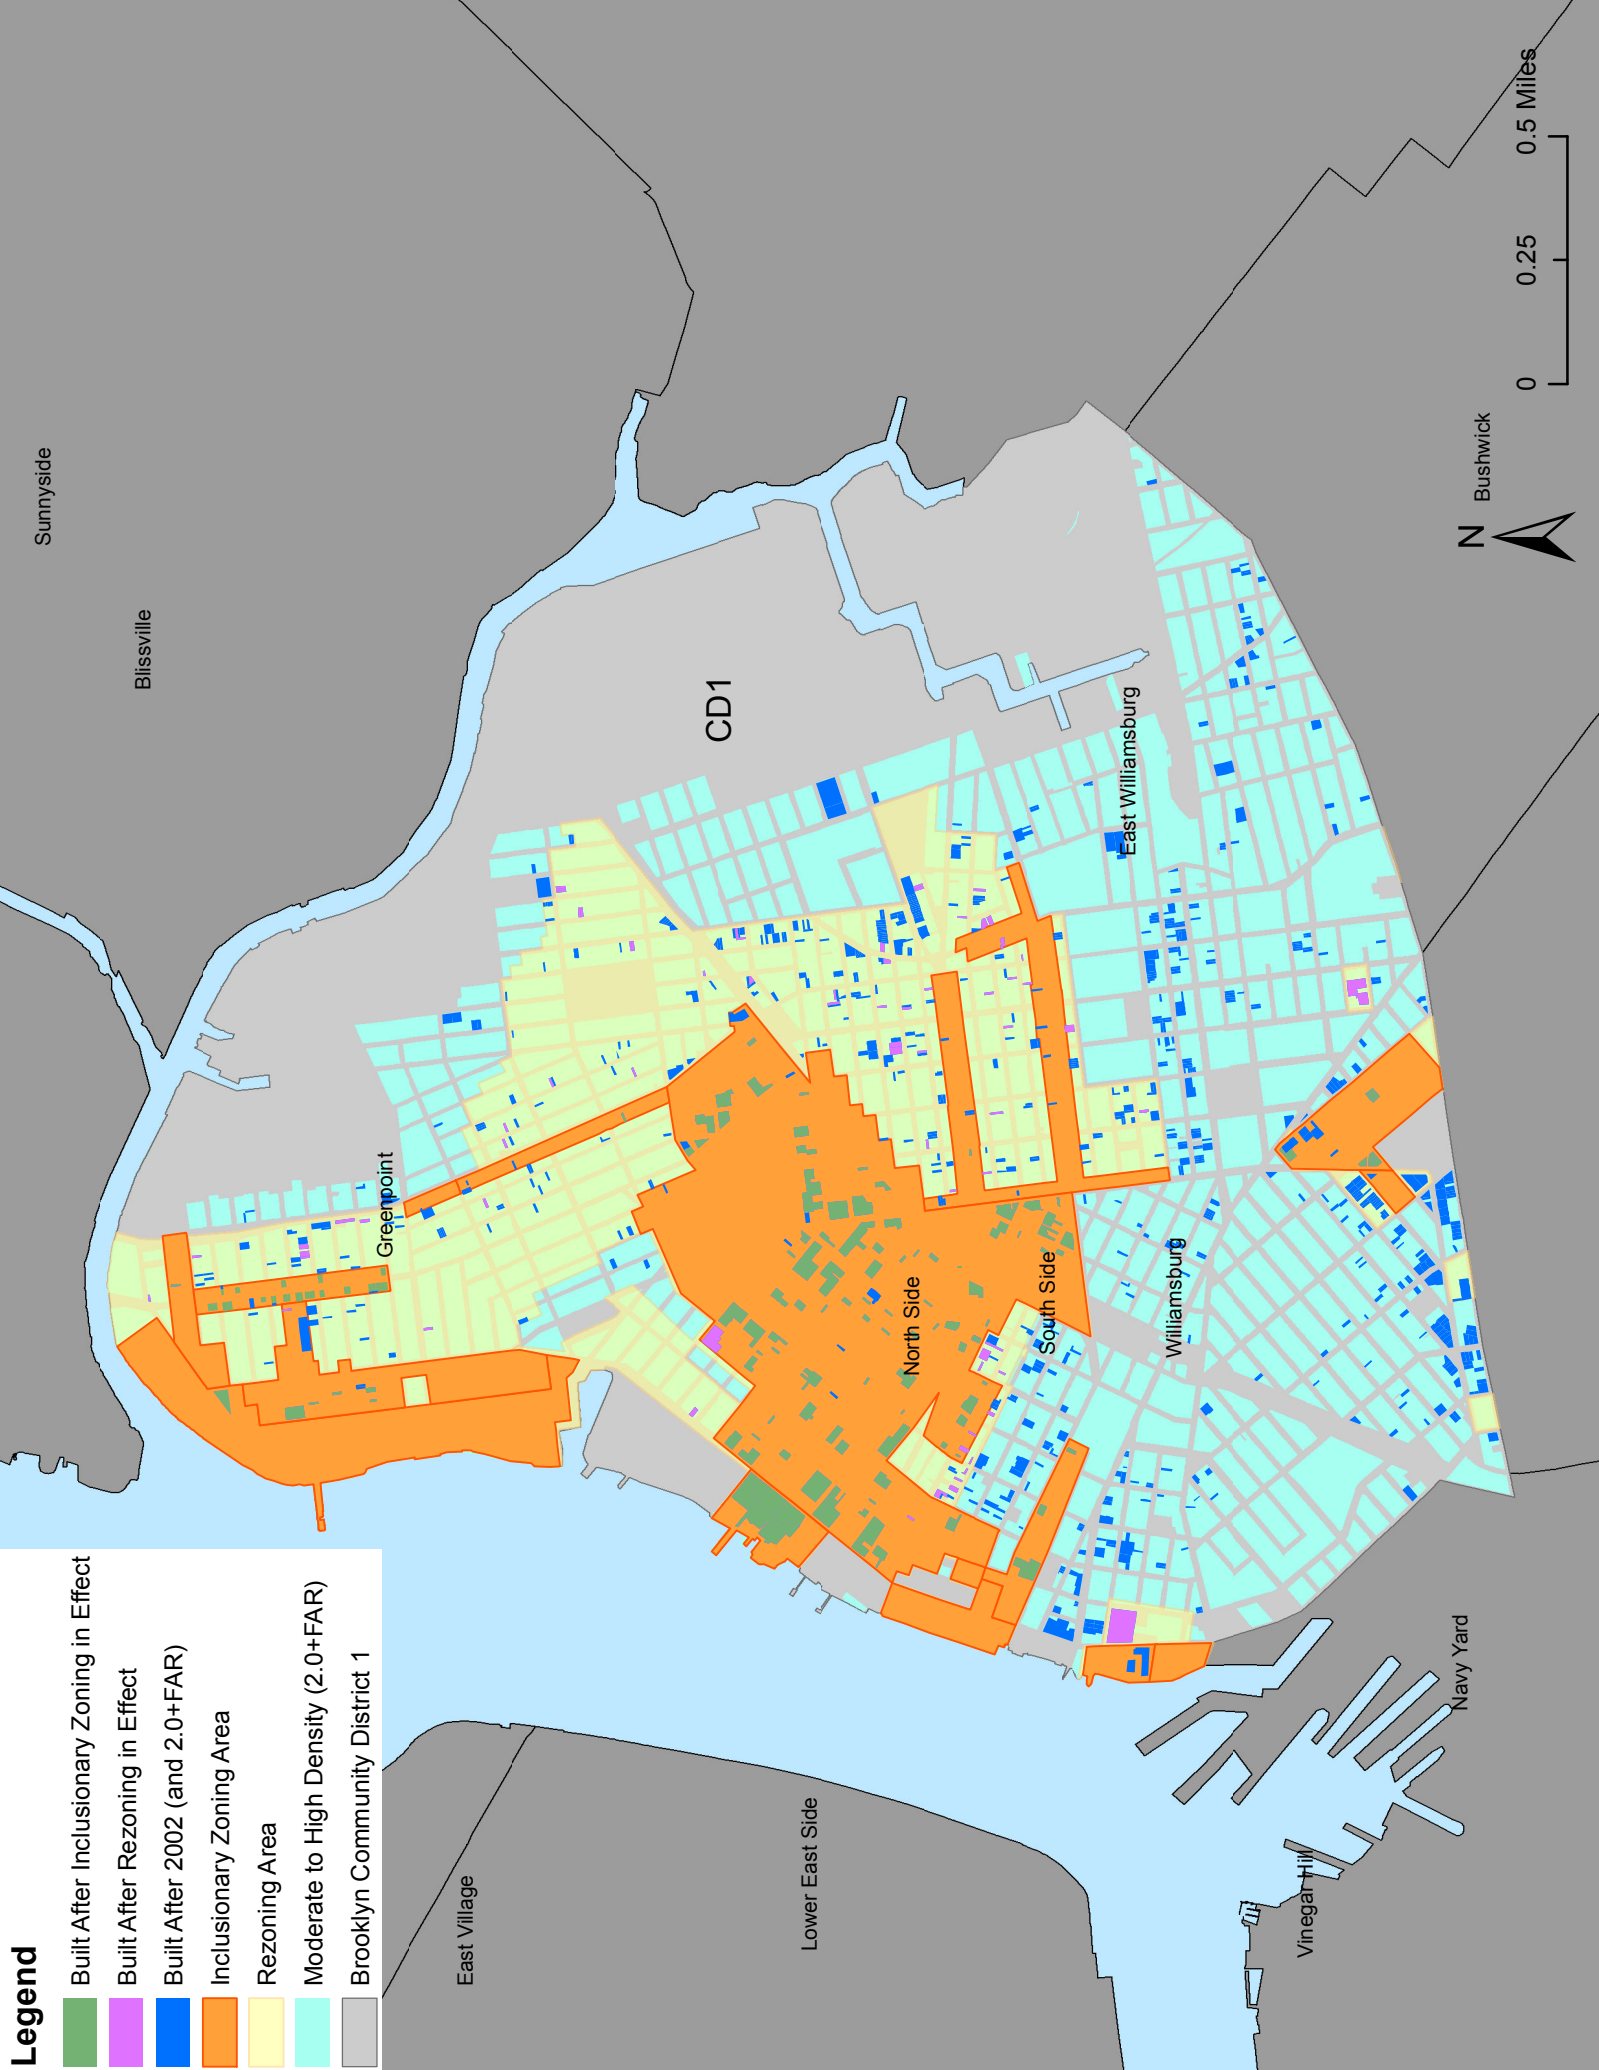 Legend
Built After Inclusionary Zoning in Effect
Built After Rezoning in Effect
Built After 2002 (and 2.0+FAR)
Inclusionary Zoning Area
Rezoning Area
Moderate to High Density (2.0+FAR)
Brooklyn Community District 1
Sunnyside
Blissville
Greenpoint
CD1
East Village
Lower East Side
North Side
South Side
East Williamsburg
Williamsburg
Vinegar Hill
Navy Yard
Bushwick
N
0 0.25 0.5 Miles